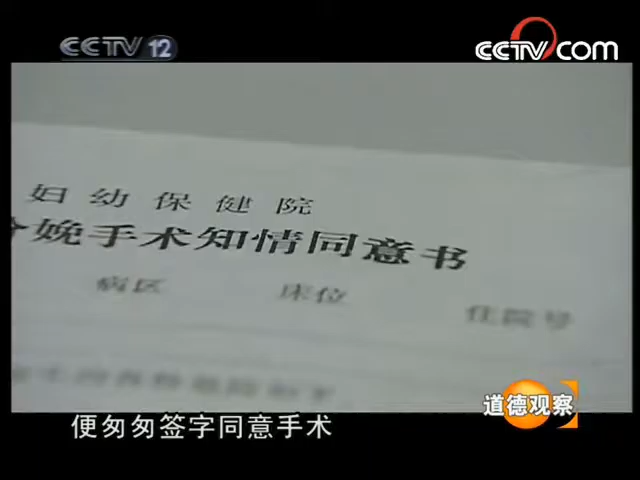 CCTV 12
CCTV.com
妇幼保健院
娩手术知情同意书
病区 床位 住院号
道德观察
便匆匆签字同意手术